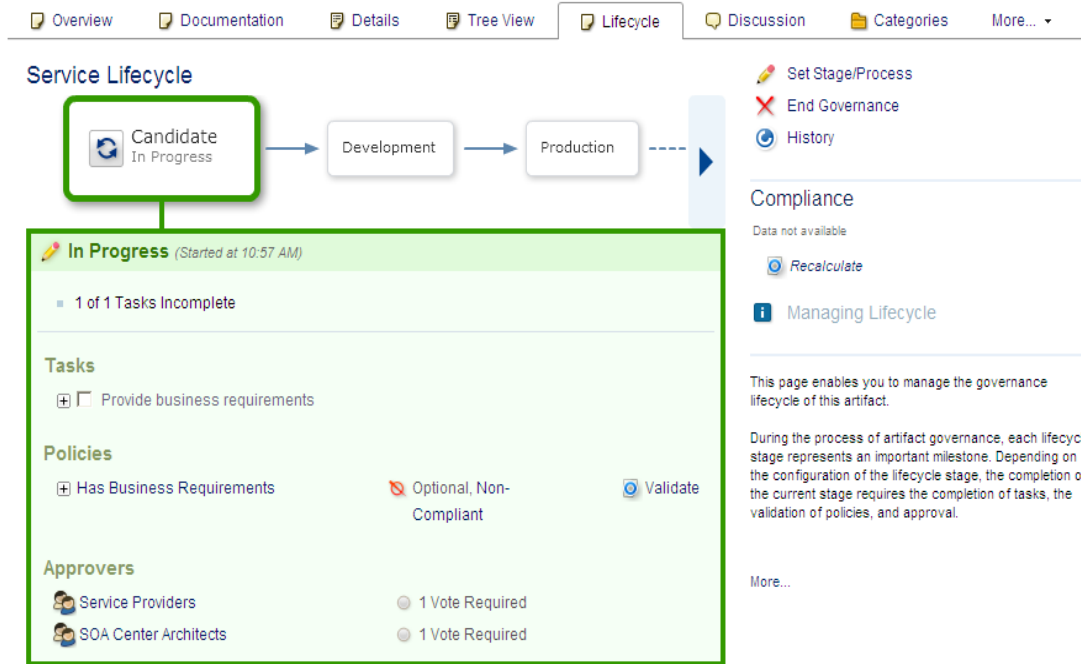 Overview Documentation Details Tree View Lifecycle Discussion Categories More...
Service Lifecycle
Candidate
In Progress
Development
Production
In Progress (Started at 10:57 AM)
1 of 1 Tasks Incomplete
Tasks
Provide business requirements
Policies
Has Business Requirements
Optional, Non-
Compliant
Validate
Approvers
Service Providers
1 Vote Required
SOA Center Architects
1 Vote Required
Set Stage/Process
End Governance
History
Compliance
Data not available
Recalculate
Managing Lifecycle
This page enables you to manage the governance
lifecycle of this artifact.
During the process of artifact governance, each lifecyc
stage represents an important milestone. Depending on
the configuration of the lifecycle stage, the completion o
the current stage requires the completion of tasks, the
validation of policies, and approval.
More...